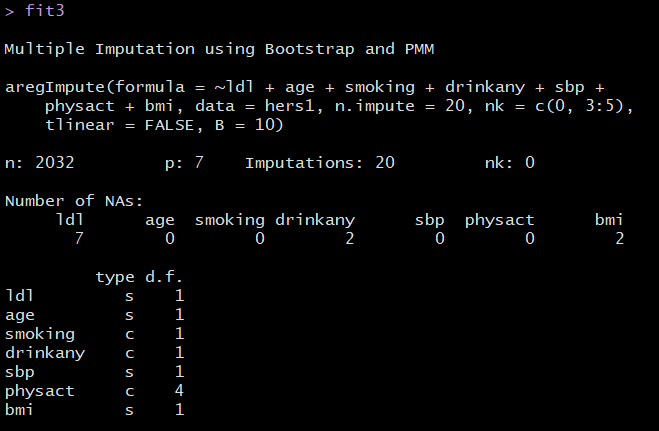 > fit3
Multiple Imputation using Bootstrap and PMM
aregImpute(formula = ~ldl + age + smoking + drinkany + sbp +
    physact + bmi, data = hers1, n.impute = 20, nk = c(0, 3:5),
    tlinear = FALSE, B = 10)
n: 2032         p: 7    Imputations: 20         nk: 0
Number of NAs:
     ldl      age  smoking drinkany      sbp  physact      bmi
       7        0        0        2        0        0        2
         type d.f.
ldl         s    1
age         s    1
smoking     c    1
drinkany    c    1
sbp         s    1
physact     c    4
bmi         s    1